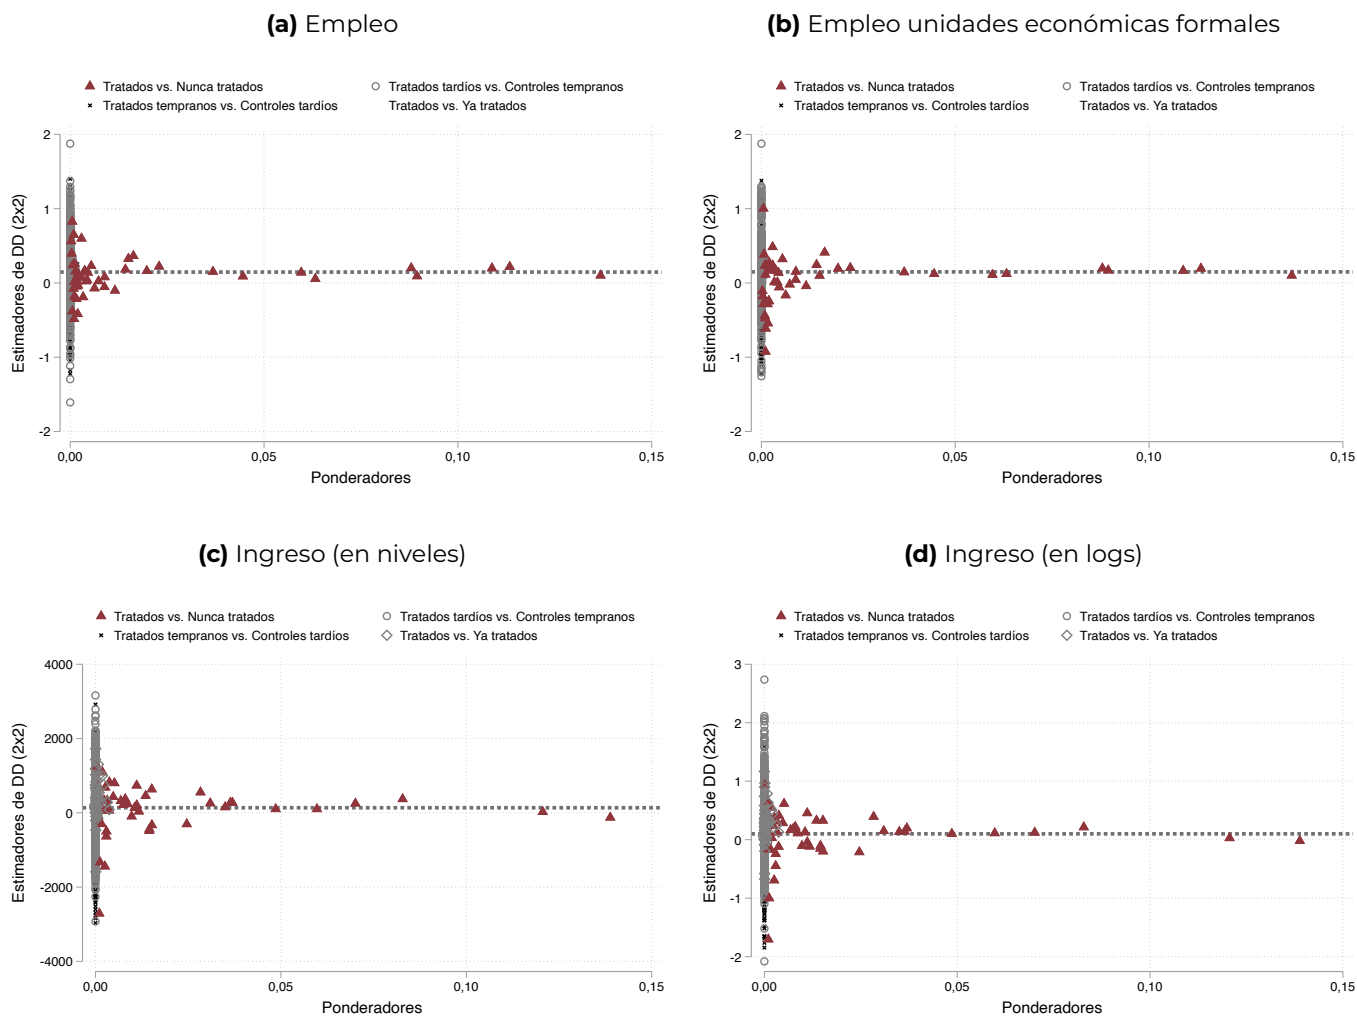 (a) Empleo
Tratados vs. Nunca tratados
Tratados tardíos vs. Controles tempranos
Tratados tempranos vs. Controles tardíos
Tratados vs. Ya tratados
Estimadores de DD (2x2)
2
1
0
-1
-2
0,00
0,05
0,10
0,15
Ponderadores
(b) Empleo unidades económicas formales
Tratados vs. Nunca tratados
Tratados tardíos vs. Controles tempranos
Tratados tempranos vs. Controles tardíos
Tratados vs. Ya tratados
Estimadores de DD (2x2)
2
1
0
-1
-2
0,00
0,05
0,10
0,15
Ponderadores
(c) Ingreso (en niveles)
Tratados vs. Nunca tratados
Tratados tardíos vs. Controles tempranos
Tratados tempranos vs. Controles tardíos
Tratados vs. Ya tratados
Estimadores de DD (2x2)
4000
2000
0
-2000
-4000
0,00
0,05
0,10
0,15
Ponderadores
(d) Ingreso (en logs)
Tratados vs. Nunca tratados
Tratados tardíos vs. Controles tempranos
Tratados tempranos vs. Controles tardíos
Tratados vs. Ya tratados
Estimadores de DD (2x2)
3
2
1
0
-1
-2
0,00
0,05
0,10
0,15
Ponderadores